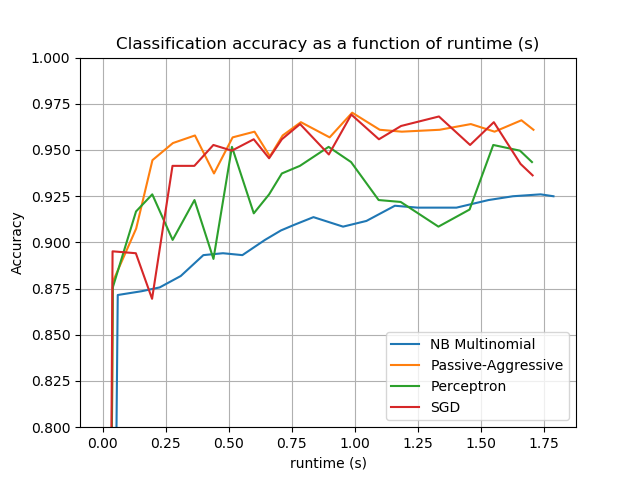 Classification accuracy as a function of runtime (s)
1.000
0.975
0.950
0.925
0.900
0.875
0.850
0.825
0.800
Accuracy
NB Multinomial
Passive-Aggressive
Perceptron
SGD
0.00 0.25 0.50 0.75 1.00 1.25 1.50 1.75
runtime (s)